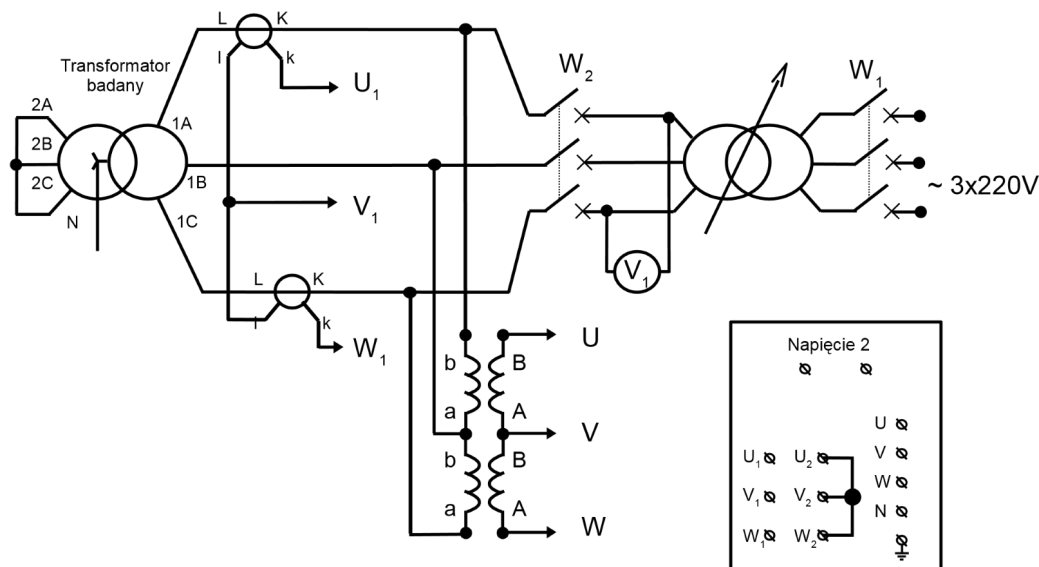 L K
l k
U₁
Transformator
badany
2A
2B
2C
N
1A
1B
1C
V₁
L K
l k
W₁
W₂
W₁
V₁
~ 3x220V
b B
a A
b B
a A
U
V
W
Napięcie 2
U
V
W
N
U₁ U₂
V₁ V₂
W₁ W₂